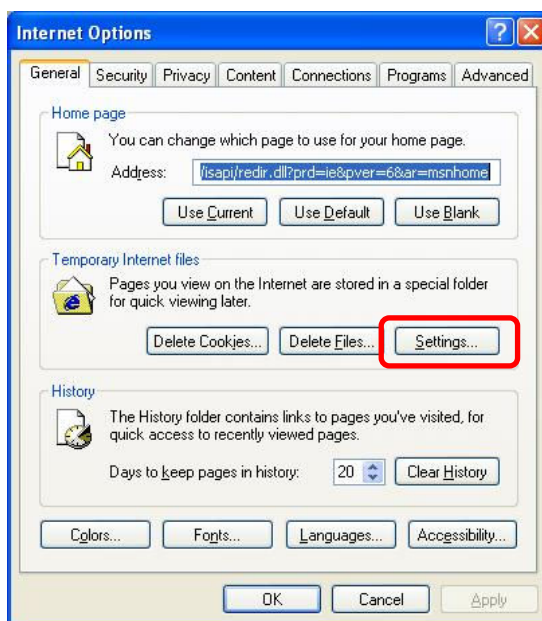 Internet Options
General Security Privacy Content Connections Programs Advanced
Home page
You can change which page to use for your home page.
Address: /isapi/redir.dll?prd=ie&pver=6&ar=msnhome
Use Current Use Default Use Blank
Temporary Internet files
Pages you view on the Internet are stored in a special folder
for quick viewing later.
Delete Cookies... Delete Files... Settings...
History
The History folder contains links to pages you've visited, for
quick access to recently viewed pages.
Days to keep pages in history: 20 Clear History
Colors... Fonts... Languages... Accessibility...
OK Cancel Apply